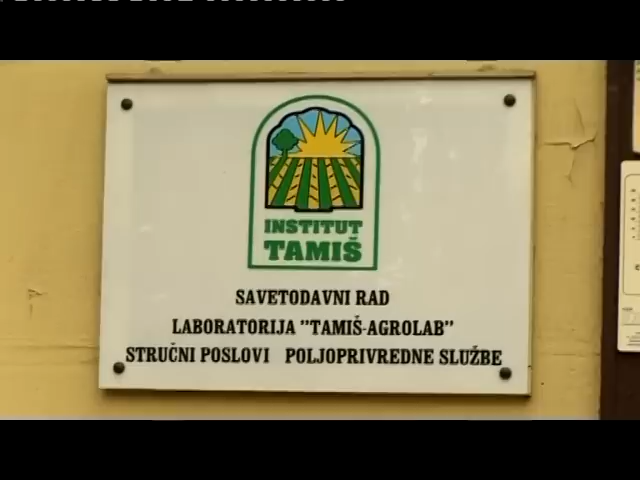 INSTITUT
TAMIŠ
SAVETODAVNI RAD
LABORATORIJA "TAMIŠ-AGROLAB"
STRUČNI POSLOVI POLJOPRIVREDNE SLUŽBE